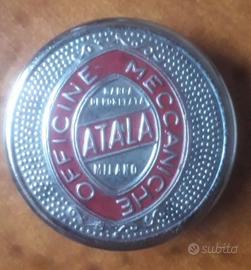 OFFICINE MECCANICHE
MARCA
DEPOSITATA
ATALA
MILANO
subito